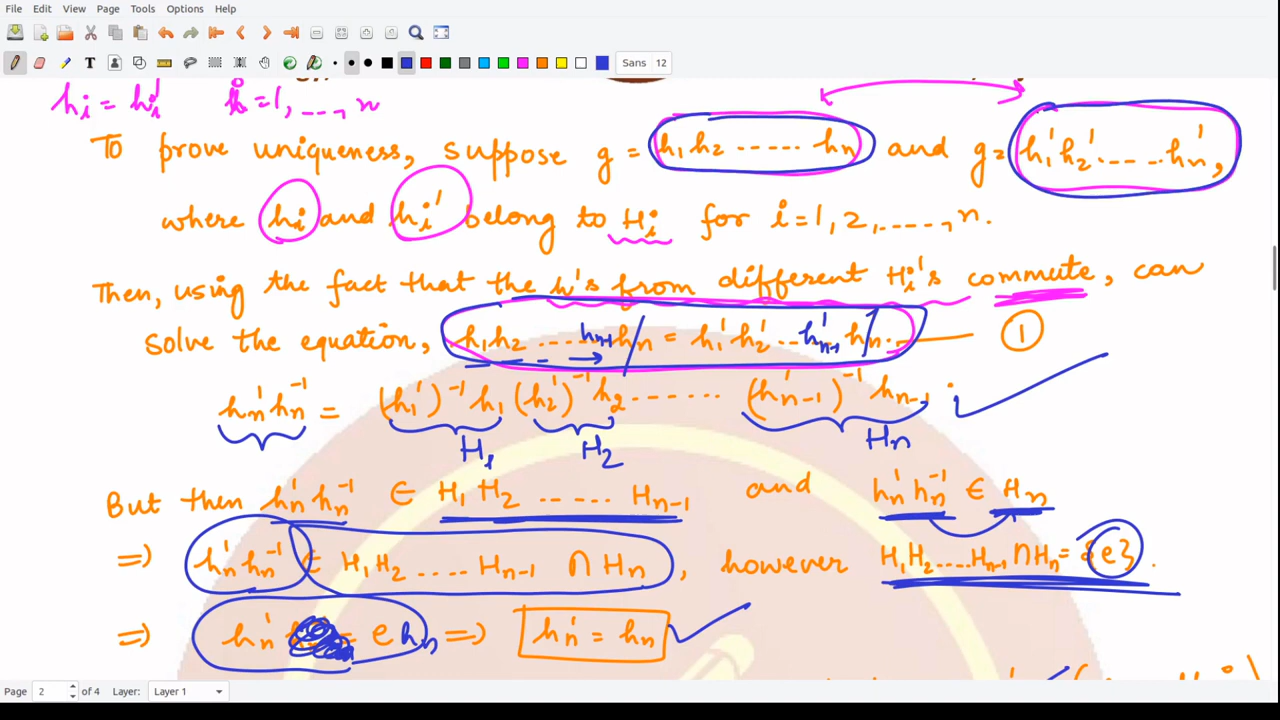 File Edit View Page Tools Options Help
Sans 12
hᵢ = hᵢ' i=1, ..., n
To prove uniqueness, suppose g = h₁h₂ ...... hₙ and g = h₁'h₂' ...... hₙ',
where hᵢ and hᵢ' belong to Hᵢ for i=1, 2, ....., n.
Then, using the fact that the h's from different Hᵢ's commute, can
solve the equation, h₁h₂ ..... hₙ₋₁ hₙ = h₁'h₂' ... h'ₙ₋₁ hₙ'. — ①
hₙ'hₙ⁻¹ = (h₁')⁻¹h₁ (h₂')⁻¹h₂ ....... (h'ₙ₋₁)⁻¹hₙ₋₁ ;
H₁ H₂ Hₙ
But then hₙ'hₙ⁻¹ ∈ H₁H₂ ...... Hₙ₋₁ and hₙ'hₙ⁻¹ ∈ Hₙ
⇒) hₙ'hₙ⁻¹ ∈ H₁H₂ .... Hₙ₋₁ ∩ Hₙ, however H₁H₂....Hₙ₋₁∩Hₙ = {e}.
⇒) hₙ' = e hₙ ⇒) hₙ' = hₙ
Page 2 of 4 Layer: Layer 1